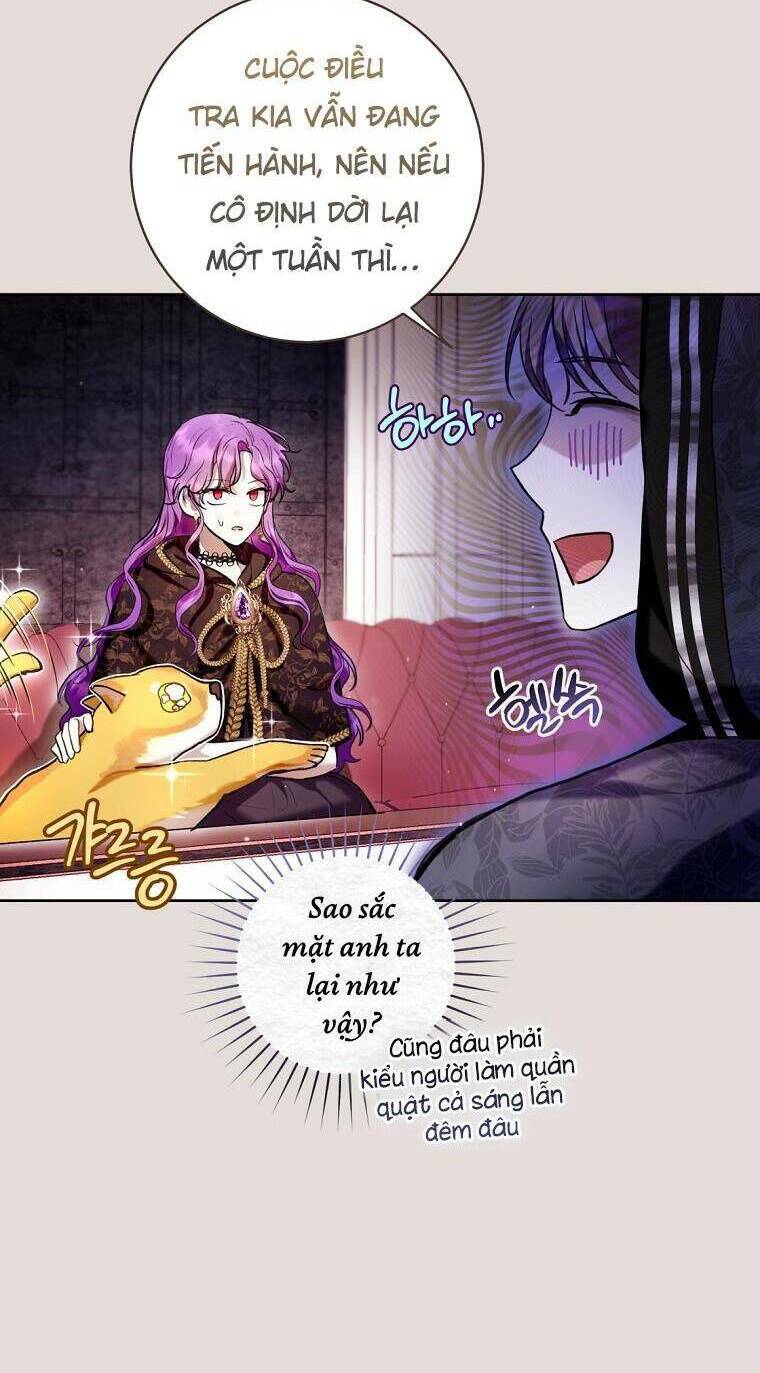 CUỘC ĐIỀU
TRA KIA VẪN ĐANG
TIẾN HÀNH, NÊN NẾU
CÔ ĐỊNH DỜI LẠI
MỘT TUẦN THÌ...
하하..
헬쑥
갸르릉
Sao sắc
mặt anh ta
lại như
vậy?
Cũng đâu phải
kiểu người làm quần
quật cả sáng lẫn
đêm đâu